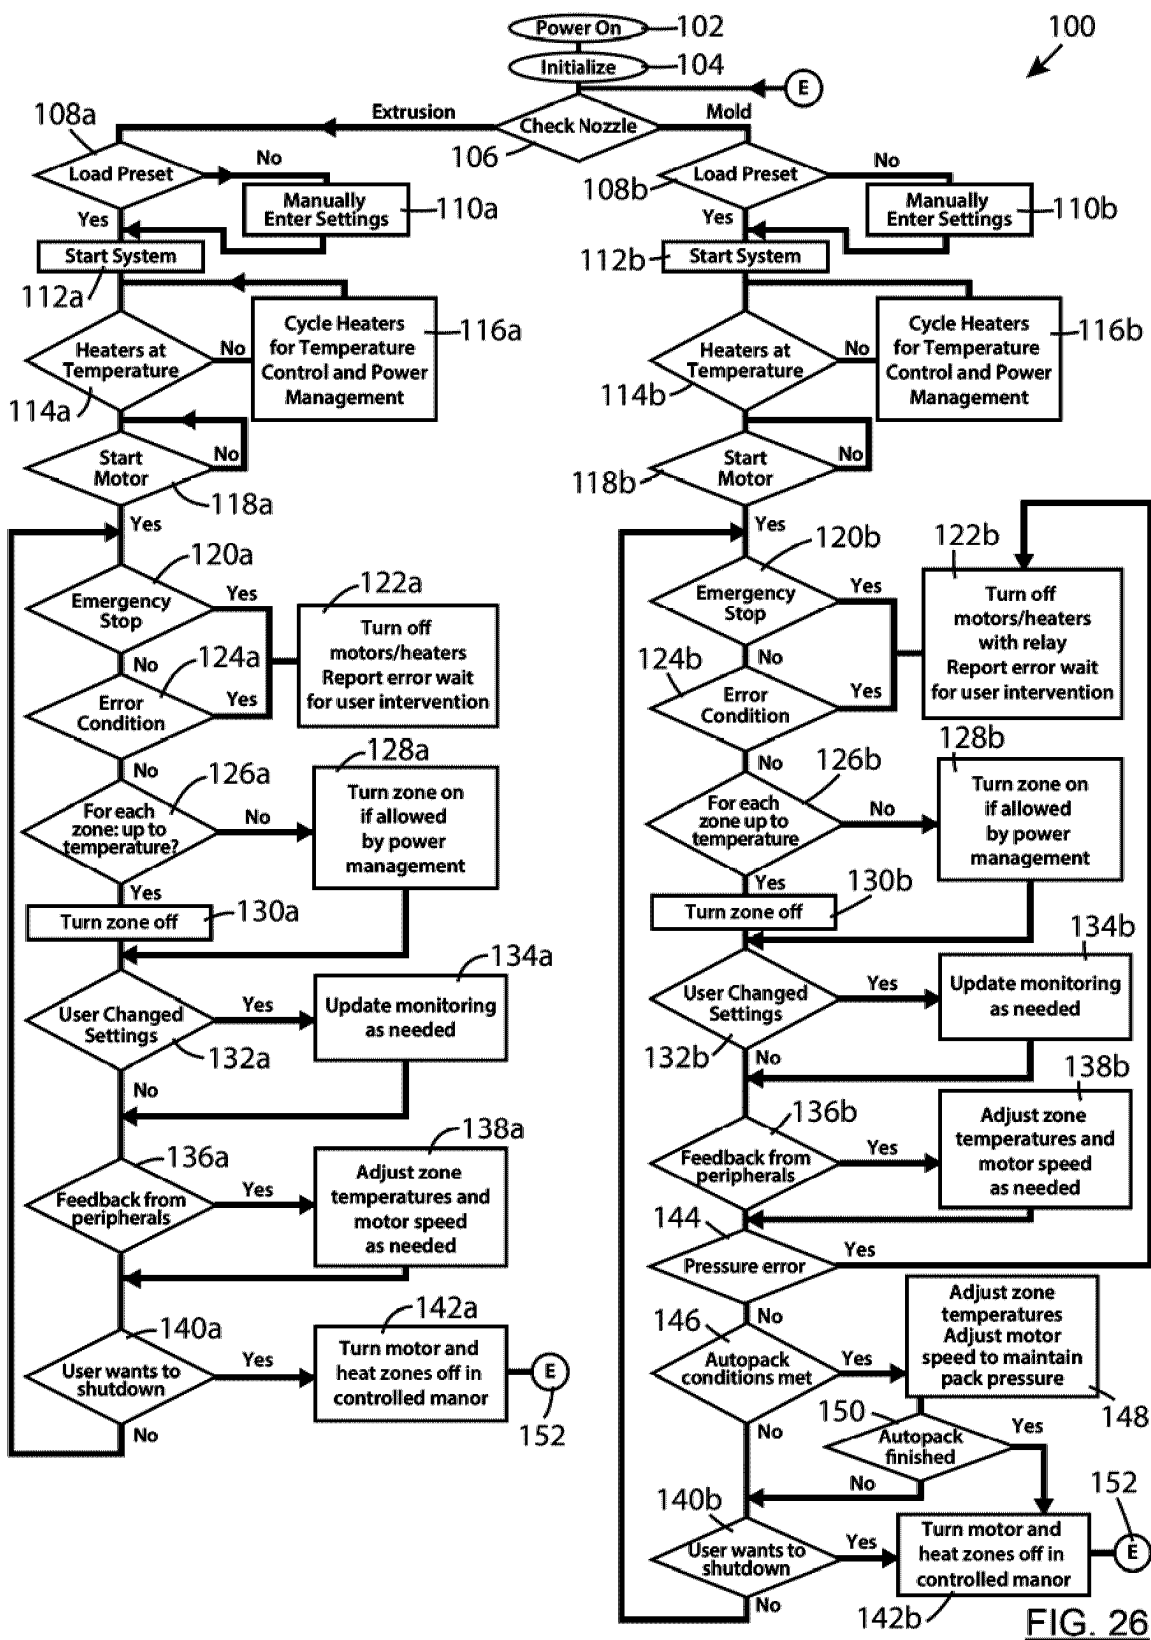 Power On
102
100
Initialize
104
E
Extrusion
Check Nozzle
Mold
106
108a
Load Preset
No
Manually
Enter Settings
110a
Yes
Start System
112a
Cycle Heaters
for Temperature
Control and Power
Management
116a
Heaters at
Temperature
No
114a
Start
Motor
No
118a
Yes
120a
Emergency
Stop
Yes
122a
Turn off
motors/heaters
Report error wait
for user intervention
No
124a
Error
Condition
Yes
No
126a
For each
zone: up to
temperature?
No
128a
Turn zone on
if allowed
by power
management
Yes
Turn zone off
130a
User Changed
Settings
Yes
134a
Update monitoring
as needed
132a
No
136a
Feedback from
peripherals
Yes
138a
Adjust zone
temperatures and
motor speed
as needed
140a
User wants to
shutdown
Yes
142a
Turn motor and
heat zones off in
controlled manor
E
152
No
108b
Load Preset
No
Manually
Enter Settings
110b
Yes
Start System
112b
Cycle Heaters
for Temperature
Control and Power
Management
116b
Heaters at
Temperature
No
114b
Start
Motor
No
118b
Yes
120b
Emergency
Stop
Yes
122b
Turn off
motors/heaters
with relay
Report error wait
for user intervention
No
124b
Error
Condition
Yes
No
126b
For each
zone up to
temperature
No
128b
Turn zone on
if allowed
by power
management
Yes
Turn zone off
130b
User Changed
Settings
Yes
134b
Update monitoring
as needed
132b
No
136b
Feedback from
peripherals
Yes
138b
Adjust zone
temperatures and
motor speed
as needed
144
Pressure error
Yes
No
146
Autopack
conditions met
Yes
Adjust zone
temperatures
Adjust motor
speed to maintain
pack pressure
148
No
150
Autopack
finished
Yes
No
140b
User wants to
shutdown
Yes
Turn motor and
heat zones off in
controlled manor
142b
152
E
No
FIG. 26